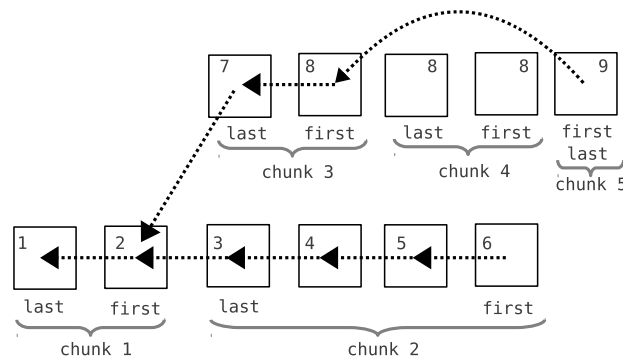 7 8 8 8 9
last first last first first
last
chunk 3 chunk 4 chunk 5
1 2 3 4 5 6
last first last first
chunk 1 chunk 2